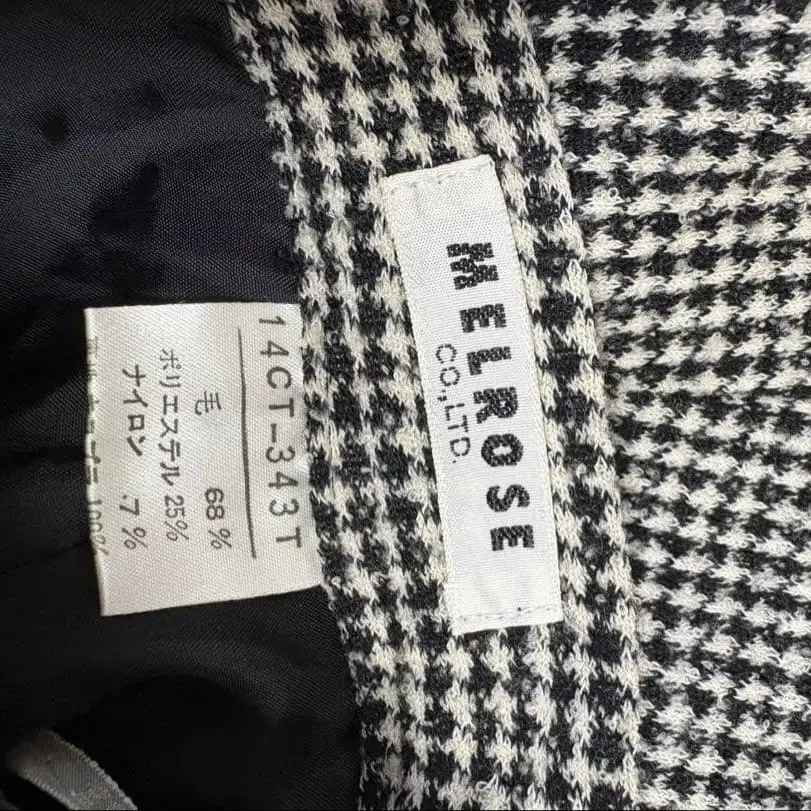 MELROSE
CO.,LTD.
14CT-343T
毛 68%
ポリエステル 25%
ナイロン 7%
100%